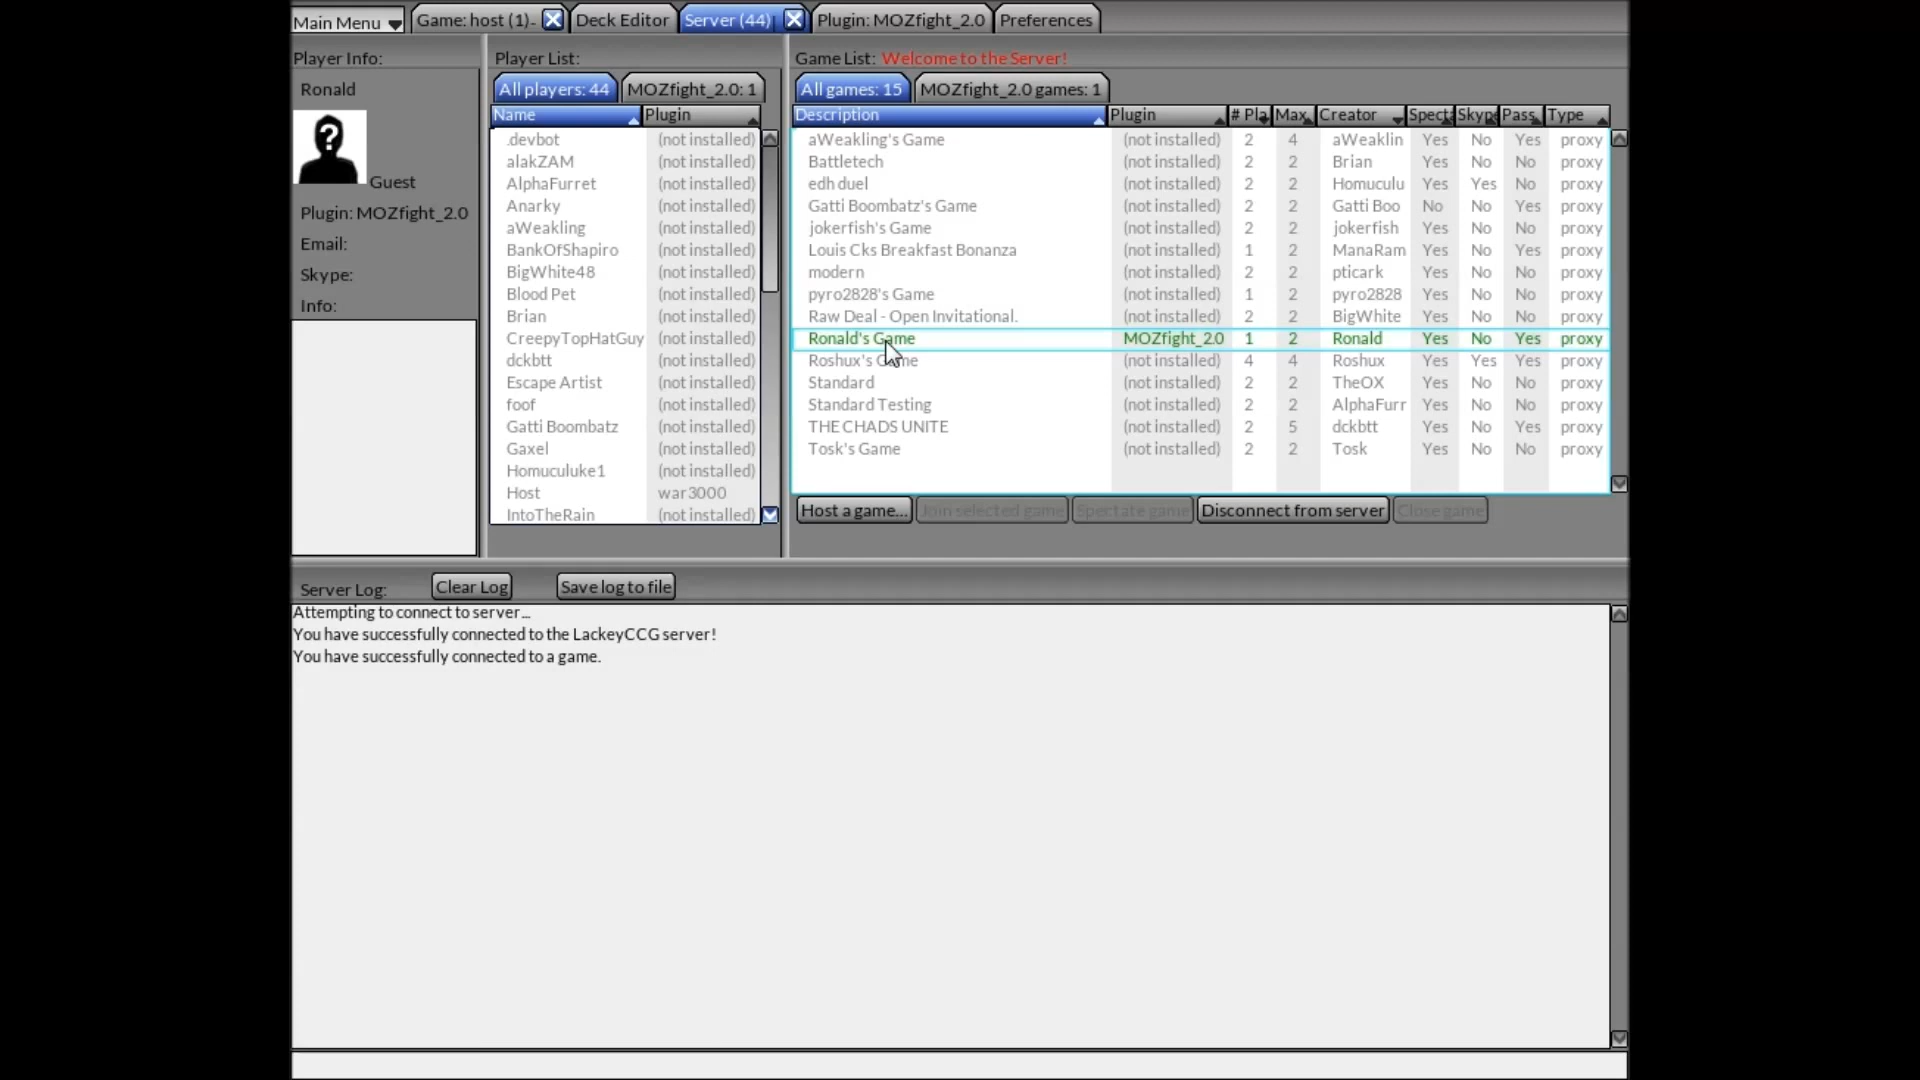 Main Menu Game: host (1)- Deck Editor Server (44) Plugin: MOZfight_2.0 Preferences
Player Info:
Ronald
?
Guest
Plugin: MOZfight_2.0
Email:
Skype:
Info:
Player List:
All players: 44 MOZfight_2.0: 1
Name Plugin
.devbot (not installed)
alakZAM (not installed)
AlphaFurret (not installed)
Anarky (not installed)
aWeakling (not installed)
BankOfShapiro (not installed)
BigWhite48 (not installed)
Blood Pet (not installed)
Brian (not installed)
CreepyTopHatGuy (not installed)
dckbtt (not installed)
Escape Artist (not installed)
foof (not installed)
Gatti Boombatz (not installed)
Gaxel (not installed)
Homuculuke1 (not installed)
Host war3000
IntoTheRain (not installed)
Game List: Welcome to the Server!
All games: 15 MOZfight_2.0 games: 1
Description Plugin # Pla Max. Creator Specta Skype Pass. Type
aWeakling's Game (not installed) 2 4 aWeaklin Yes No Yes proxy
Battletech (not installed) 2 2 Brian Yes No No proxy
edh duel (not installed) 2 2 Homuculu Yes Yes No proxy
Gatti Boombatz's Game (not installed) 2 2 Gatti Boo No No Yes proxy
jokerfish's Game (not installed) 2 2 jokerfish Yes No No proxy
Louis Cks Breakfast Bonanza (not installed) 1 2 ManaRam Yes No Yes proxy
modern (not installed) 2 2 pticark Yes No No proxy
pyro2828's Game (not installed) 1 2 pyro2828 Yes No No proxy
Raw Deal - Open Invitational. (not installed) 2 2 BigWhite Yes No No proxy
Ronald's Game MOZfight_2.0 1 2 Ronald Yes No Yes proxy
Roshux's Game (not installed) 4 4 Roshux Yes Yes Yes proxy
Standard (not installed) 2 2 TheOX Yes No No proxy
Standard Testing (not installed) 2 2 AlphaFurr Yes No No proxy
THE CHADS UNITE (not installed) 2 5 dckbtt Yes No Yes proxy
Tosk's Game (not installed) 2 2 Tosk Yes No No proxy
Host a game... Join selected game Spectate game Disconnect from server Close game
Server Log: Clear Log Save log to file
Attempting to connect to server...
You have successfully connected to the LackeyCCG server!
You have successfully connected to a game.